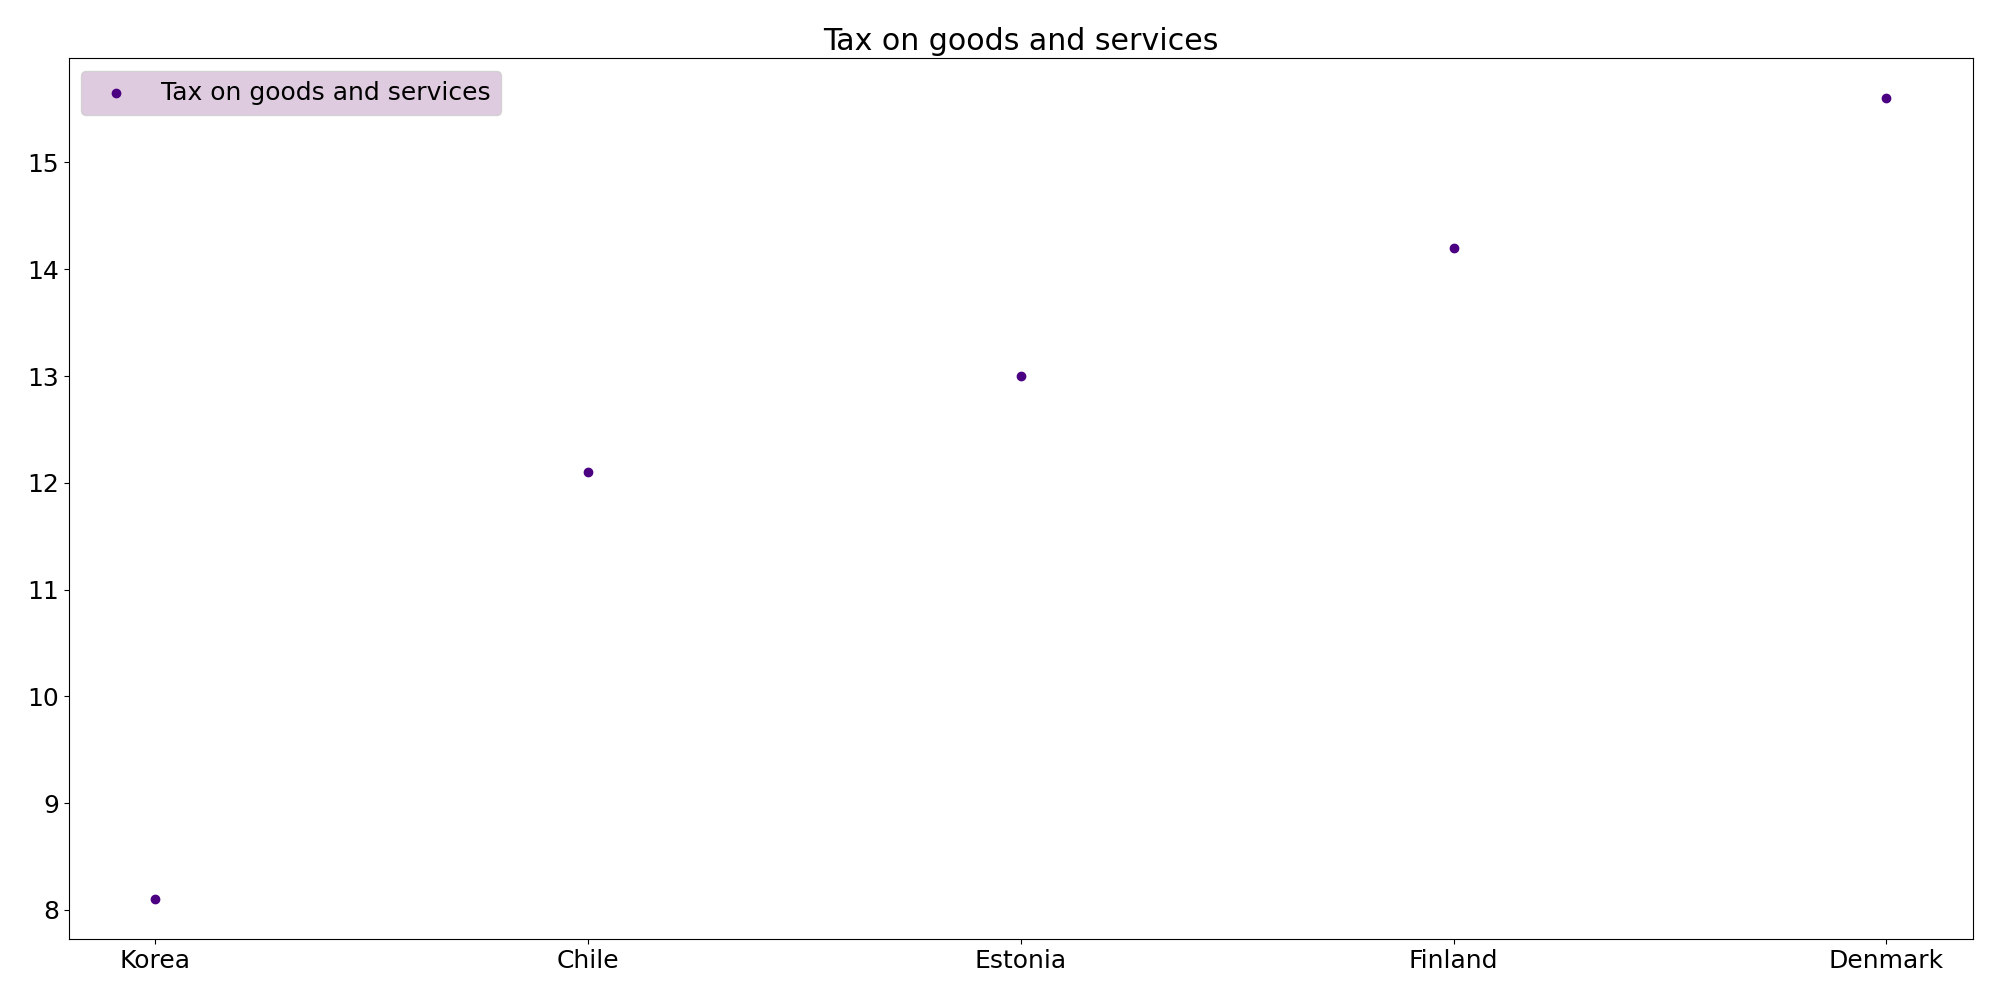 Tax on goods and services
Tax on goods and services
15
14
13
12
11
10
9
8
Korea Chile Estonia Finland Denmark